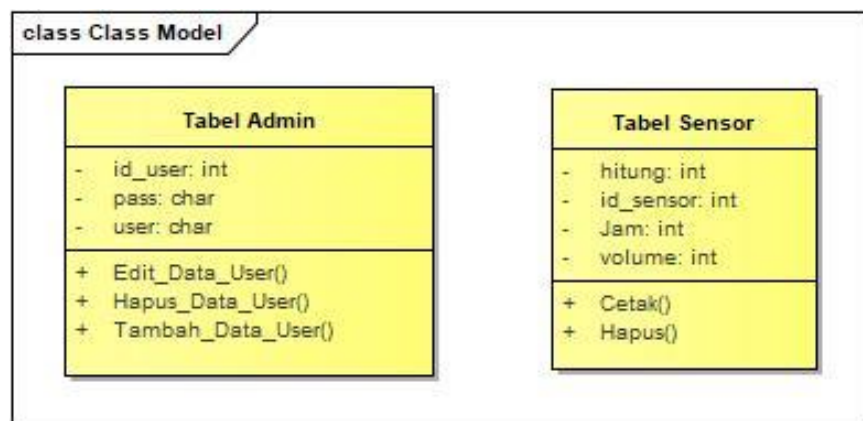 class Class Model
Tabel Admin
- id_user: int
- pass: char
- user: char
+ Edit_Data_User()
+ Hapus_Data_User()
+ Tambah_Data_User()
Tabel Sensor
- hitung: int
- id_sensor: int
- Jam: int
- volume: int
+ Cetak()
+ Hapus()